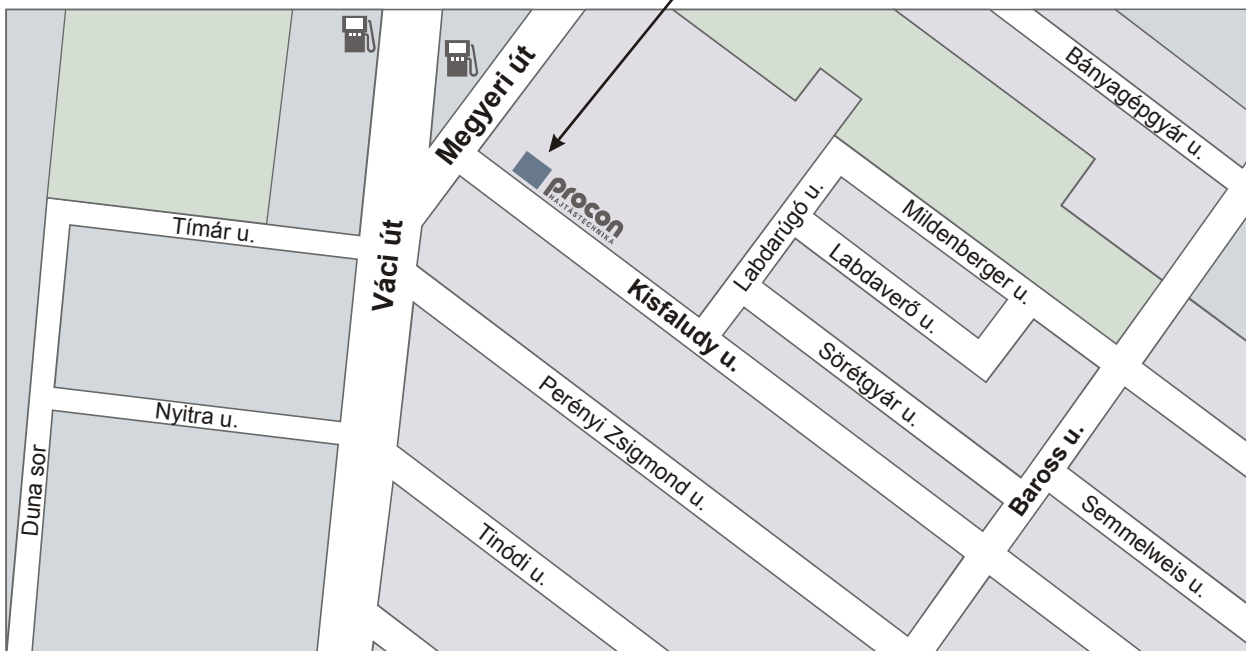 Megyeri út
Bányagépgyár u.
procon
HAJTÁSTECHNIKA
Tímár u.
Váci út
Labdarúgó u.
Mildenberger u.
Labdaverő u.
Kisfaludy u.
Sörétgyár u.
Nyitra u.
Perényi Zsigmond u.
Duna sor
Baross u.
Semmelweis u.
Tinódi u.